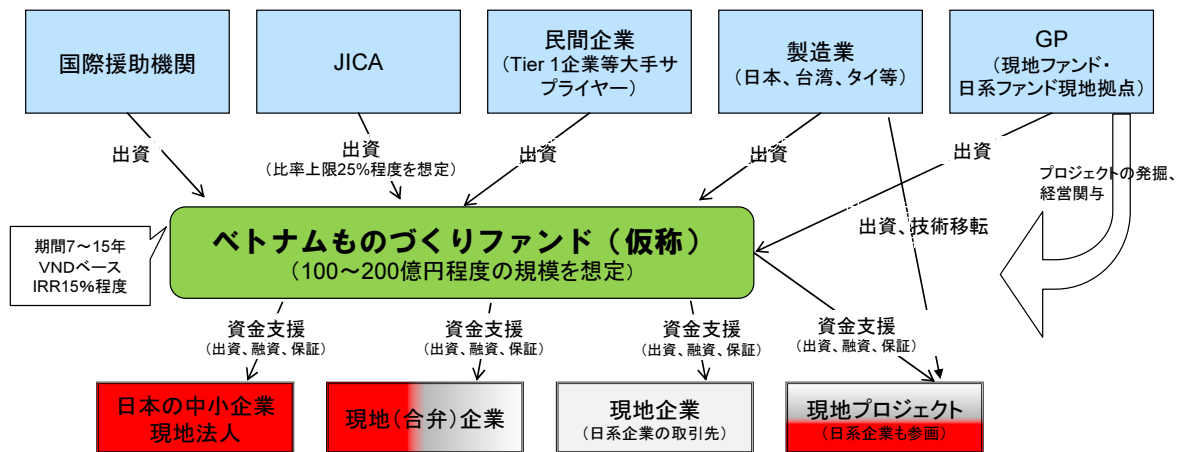 国際援助機関
JICA
民間企業
(Tier 1企業等大手サ
プライヤー)
製造業
(日本、台湾、タイ等)
GP
(現地ファンド・
日系ファンド現地拠点)
出資
出資
(比率上限25%程度を想定)
出資
出資
出資
プロジェクトの発掘、
経営関与
出資、技術移転
期間7～15年
VNDベース
IRR15%程度
ベトナムものづくりファンド（仮称）
（100～200億円程度の規模を想定）
資金支援
(出資、融資、保証)
資金支援
(出資、融資、保証)
資金支援
(出資、融資、保証)
資金支援
(出資、融資、保証)
日本の中小企業
現地法人
現地(合弁)企業
現地企業
(日系企業の取引先)
現地プロジェクト
(日系企業も参画)